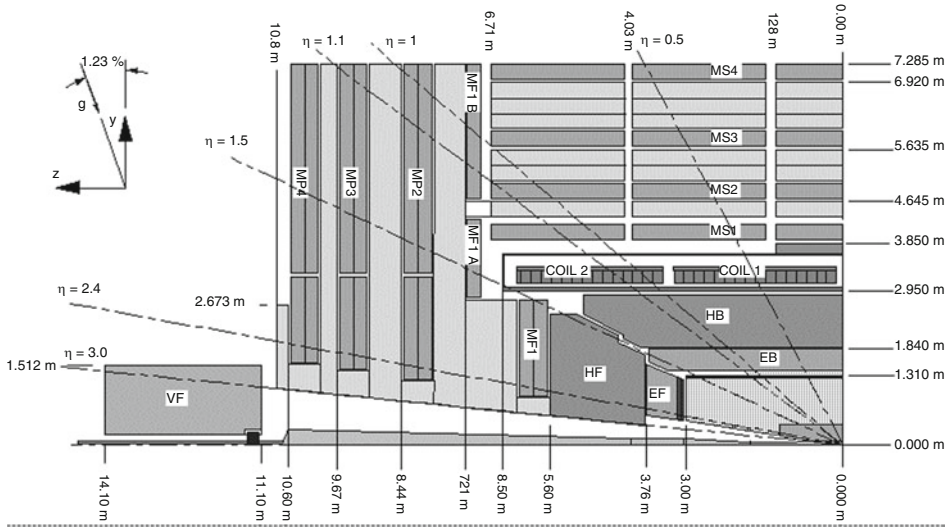 10.8 m
η = 1.1
η = 1
6.71 m
4.03 m
η = 0.5
128 m
0.00 m
1.23 %
g
y
z
η = 1.5
η = 2.4
η = 3.0
1.512 m
2.673 m
MP4
MP3
MP2
MF1 B
MF1 A
MF1
MS4
MS3
MS2
MS1
COIL 2
COIL 1
HB
EB
HF
EF
VF
7.285 m
6.920 m
5.635 m
4.645 m
3.850 m
2.950 m
1.840 m
1.310 m
0.000 m
14.10 m
11.10 m
10.60 m
9.67 m
8.44 m
721 m
8.50 m
5.60 m
3.76 m
3.00 m
0.000 m